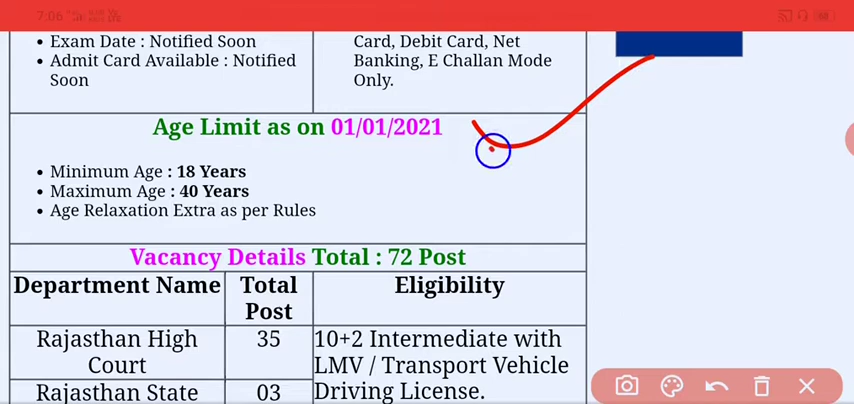 7:06
Exam Date : Notified Soon
Admit Card Available : Notified
Soon
Card, Debit Card, Net
Banking, E Challan Mode
Only.
Age Limit as on 01/01/2021
Minimum Age : 18 Years
Maximum Age : 40 Years
Age Relaxation Extra as per Rules
Vacancy Details Total : 72 Post
Department Name
Total
Post
Eligibility
Rajasthan High
Court
35
10+2 Intermediate with
LMV / Transport Vehicle
Driving License.
Rajasthan State
03